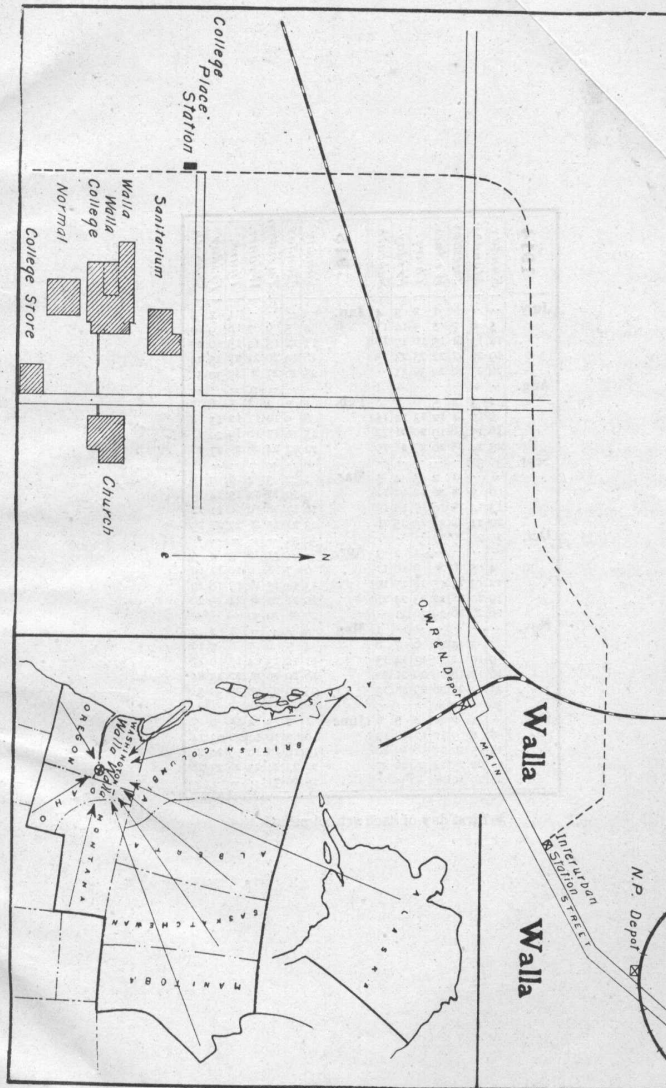 College
Place
Station
Sanitarium
Walla
Walla
College
Normal
College Store
Church
N
O.W.R & N. Depot
MAIN
STREET
Walla
Walla
Interurban
Station
N.P. Depot
ALASKA
BRITISH COLUMBIA
ALBERTA
SASKATCHEWAN
MANITOBA
WASHINGTON
Walla Walla
OREGON
IDAHO
MONTANA
ALASKA